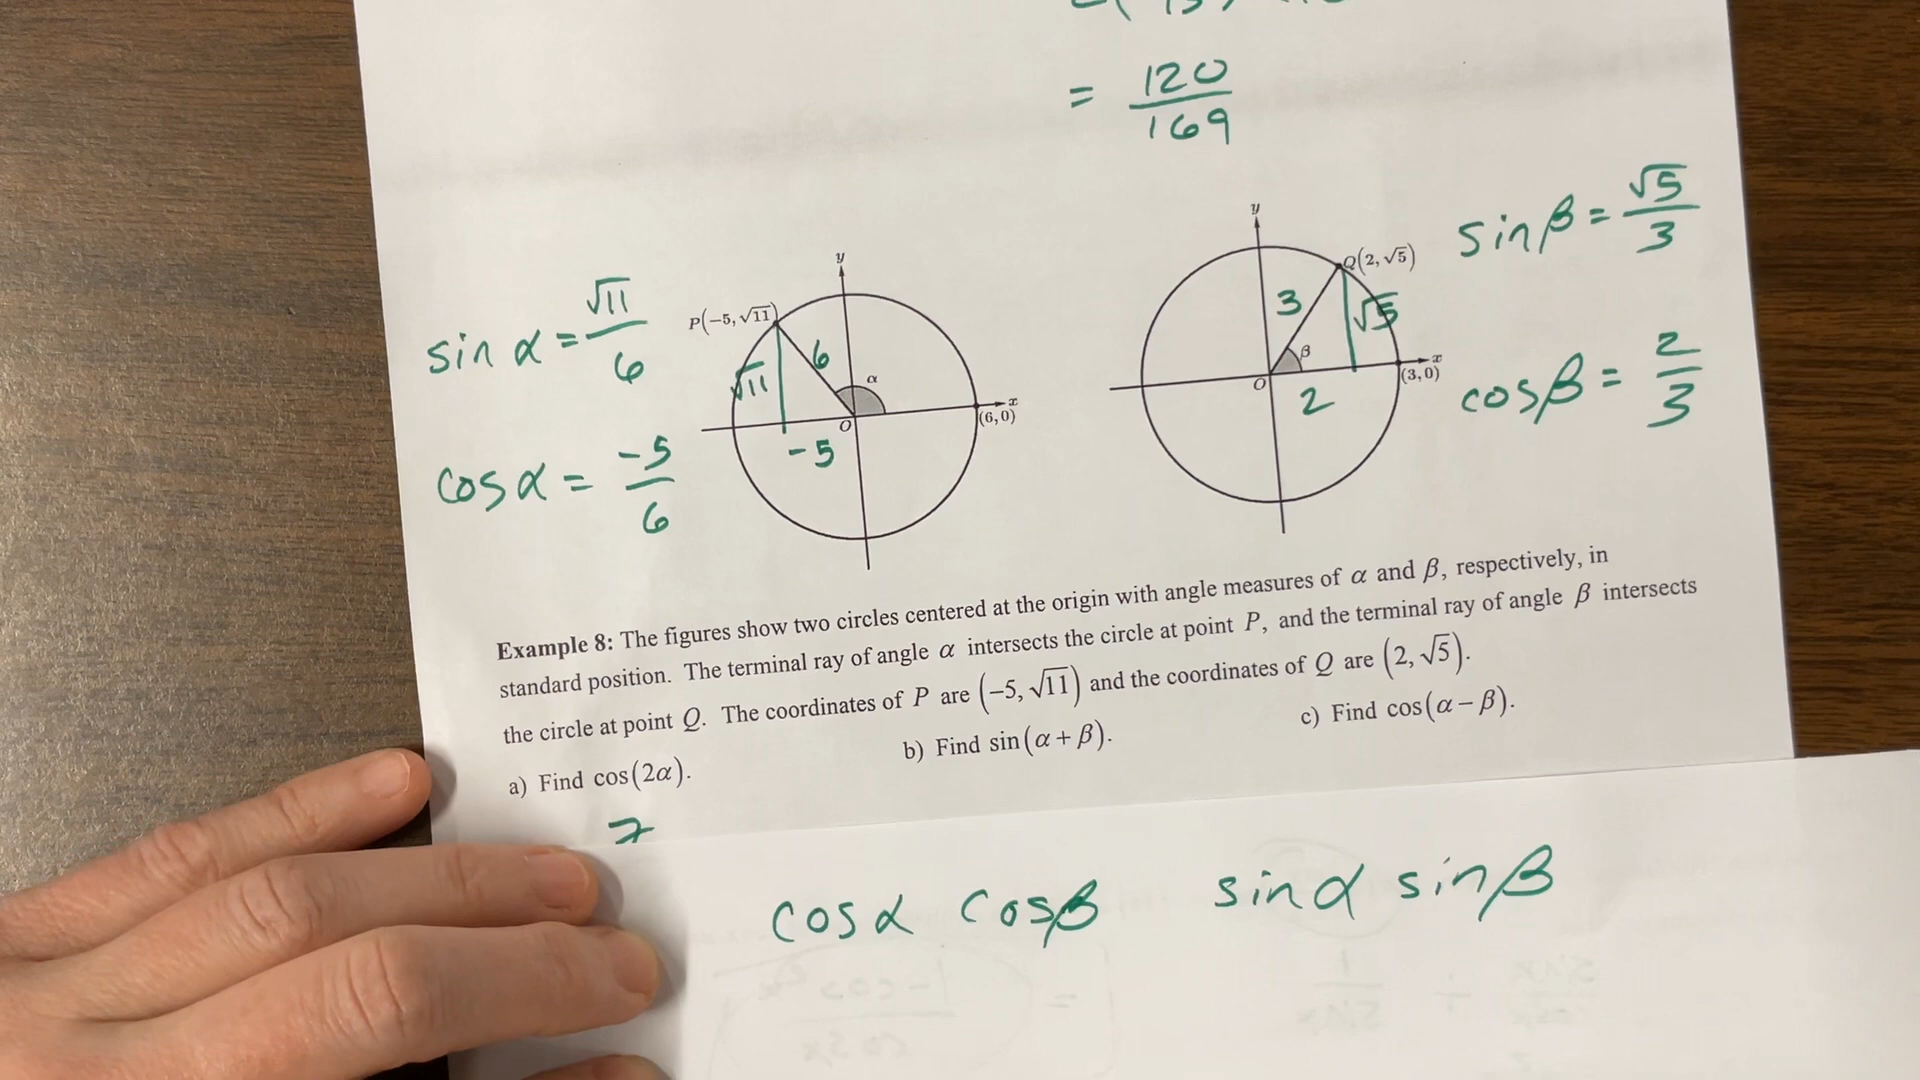 = 120/169
sin α = √11/6
cos α = -5/6
y
P(−5, √11)
6
√11
α
x
O
(6, 0)
-5
y
Q(2, √5)
3
√5
β
x
O
(3, 0)
2
sin β = √5/3
cos β = 2/3
Example 8: The figures show two circles centered at the origin with angle measures of α and β, respectively, in
standard position. The terminal ray of angle α intersects the circle at point P, and the terminal ray of angle β intersects
the circle at point Q. The coordinates of P are (−5, √11) and the coordinates of Q are (2, √5).
a) Find cos(2α). b) Find sin(α + β). c) Find cos(α − β).
cos α cos β sin α sin β